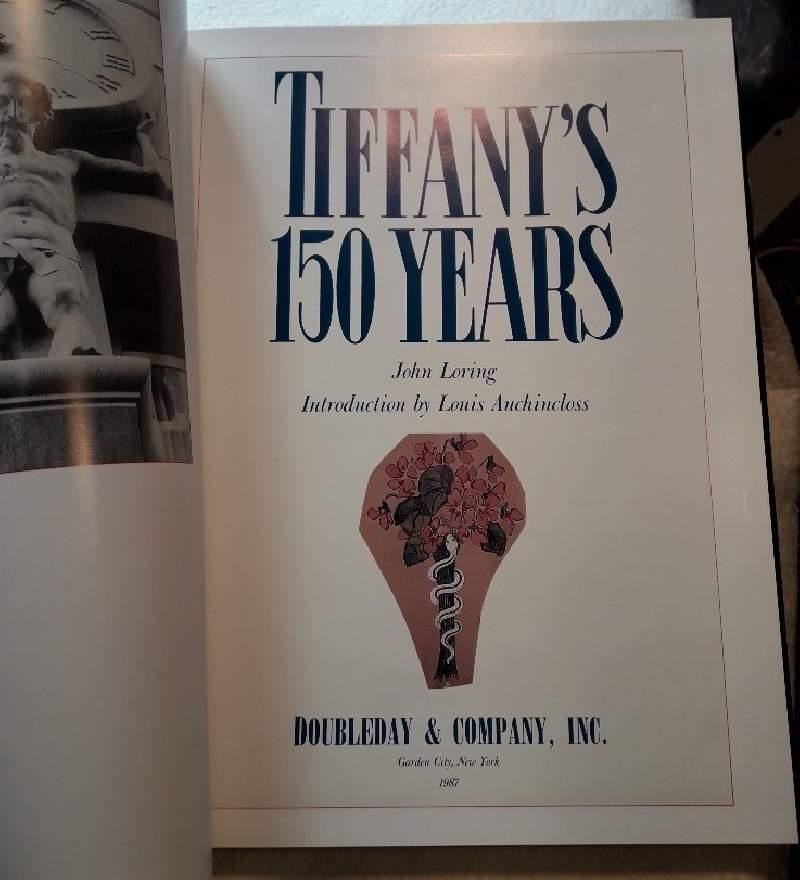 TIFFANY'S
150 YEARS
John Loring
Introduction by Louis Auchincloss
DOUBLEDAY & COMPANY, INC.
Garden City, New York
1987